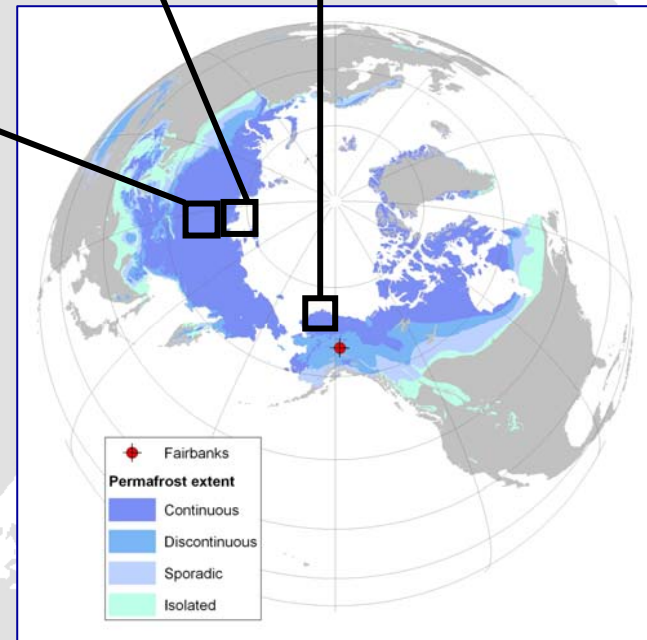 Fairbanks
Permafrost extent
Continuous
Discontinuous
Sporadic
Isolated